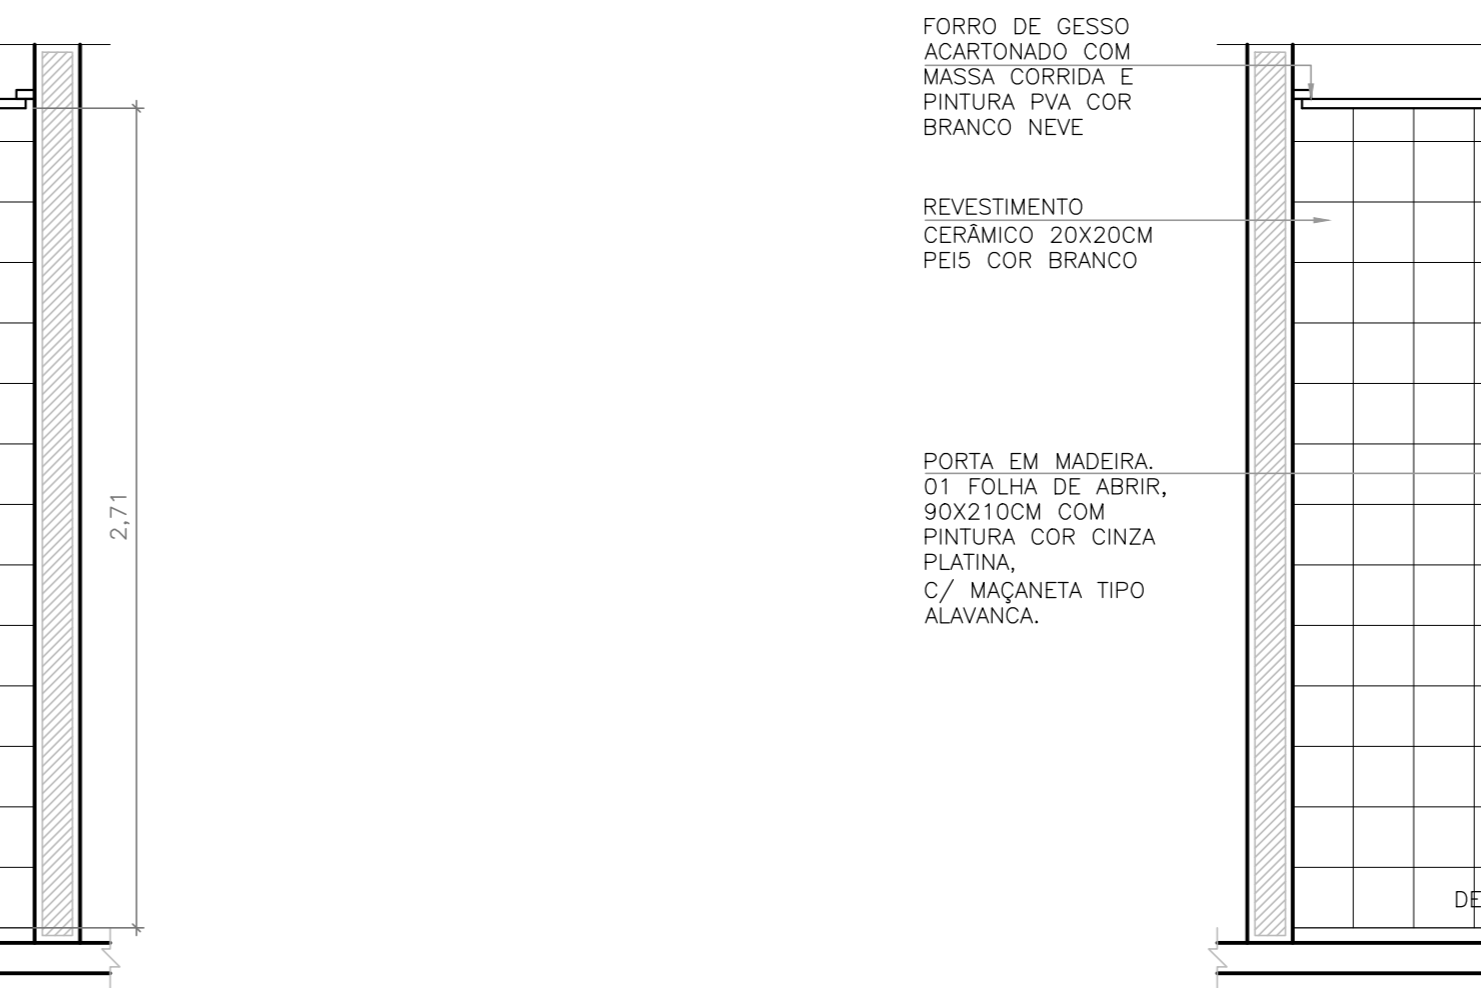 FORRO DE GESSO
ACARTONADO COM
MASSA CORRIDA E
PINTURA PVA COR
BRANCO NEVE
REVESTIMENTO
CERÂMICO 20X20CM
PEI5 COR BRANCO
PORTA EM MADEIRA.
01 FOLHA DE ABRIR,
90X210CM COM
PINTURA COR CINZA
PLATINA,
C/ MAÇANETA TIPO
ALAVANCA.
2,71
DE